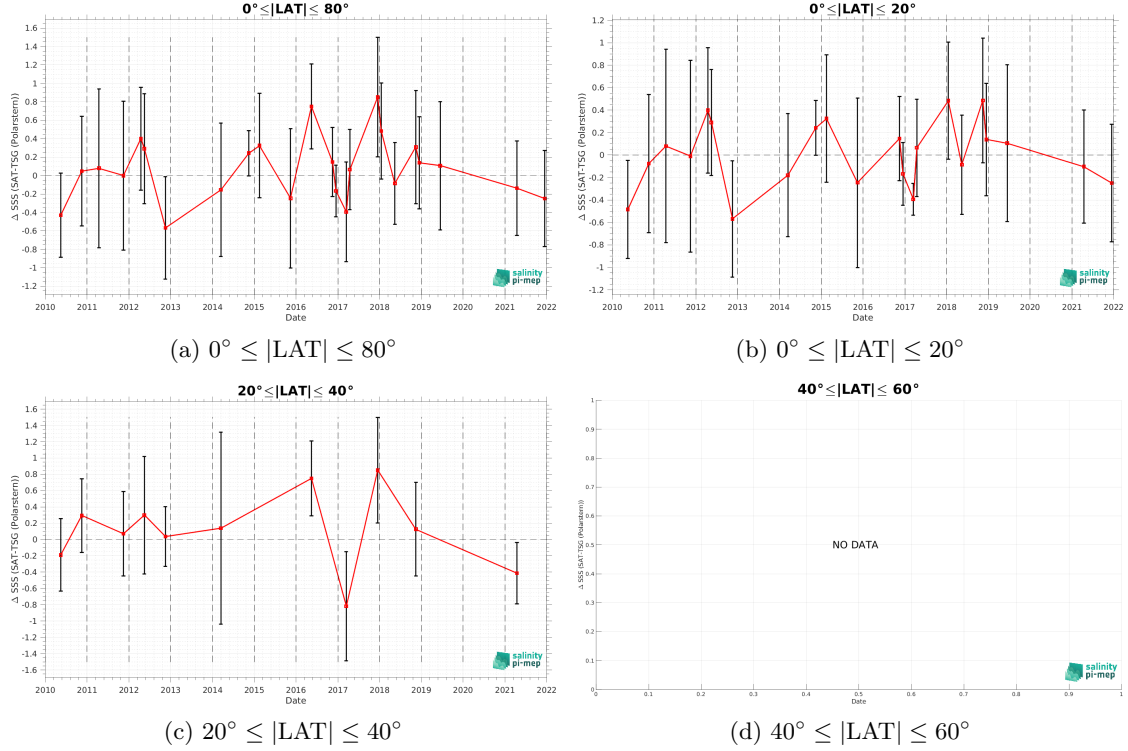 0°≤|LAT|≤ 80°
Δ SSS (SAT-TSG (Polarstern))
1.6
1.4
1.2
1
0.8
0.6
0.4
0.2
0
-0.2
-0.4
-0.6
-0.8
-1
-1.2
2010 2011 2012 2013 2014 2015 2016 2017 2018 2019 2020 2021 2022
Date
salinity
pi-mep
(a) 0° ≤ |LAT| ≤ 80°
0°≤|LAT|≤ 20°
Δ SSS (SAT-TSG (Polarstern))
1.2
1
0.8
0.6
0.4
0.2
0
-0.2
-0.4
-0.6
-0.8
-1
-1.2
2010 2011 2012 2013 2014 2015 2016 2017 2018 2019 2020 2021 2022
Date
salinity
pi-mep
(b) 0° ≤ |LAT| ≤ 20°
20°≤|LAT|≤ 40°
Δ SSS (SAT-TSG (Polarstern))
1.6
1.4
1.2
1
0.8
0.6
0.4
0.2
0
-0.2
-0.4
-0.6
-0.8
-1
-1.2
-1.4
-1.6
2010 2011 2012 2013 2014 2015 2016 2017 2018 2019 2020 2021 2022
Date
salinity
pi-mep
(c) 20° ≤ |LAT| ≤ 40°
40°≤|LAT|≤ 60°
Δ SSS (SAT-TSG (Polarstern))
1
0.9
0.8
0.7
0.6
0.5
0.4
0.3
0.2
0.1
0
NO DATA
0 0.1 0.2 0.3 0.4 0.5 0.6 0.7 0.8 0.9 1
Date
salinity
pi-mep
(d) 40° ≤ |LAT| ≤ 60°